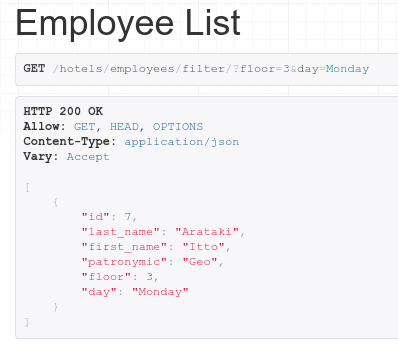 Employee List
GET /hotels/employees/filter/?floor=3&day=Monday
HTTP 200 OK
Allow: GET, HEAD, OPTIONS
Content-Type: application/json
Vary: Accept
[
    {
        "id": 7,
        "last_name": "Arataki",
        "first_name": "Itto",
        "patronymic": "Geo",
        "floor": 3,
        "day": "Monday"
    }
]